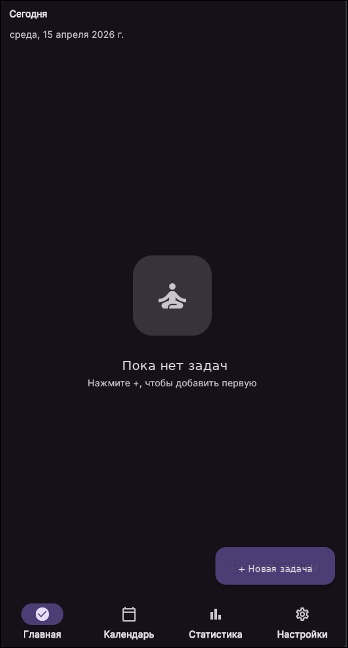 Сегодня
среда, 15 апреля 2026 г.
Пока нет задач
Нажмите +, чтобы добавить первую
+ Новая задача
Главная
Календарь
Статистика
Настройки